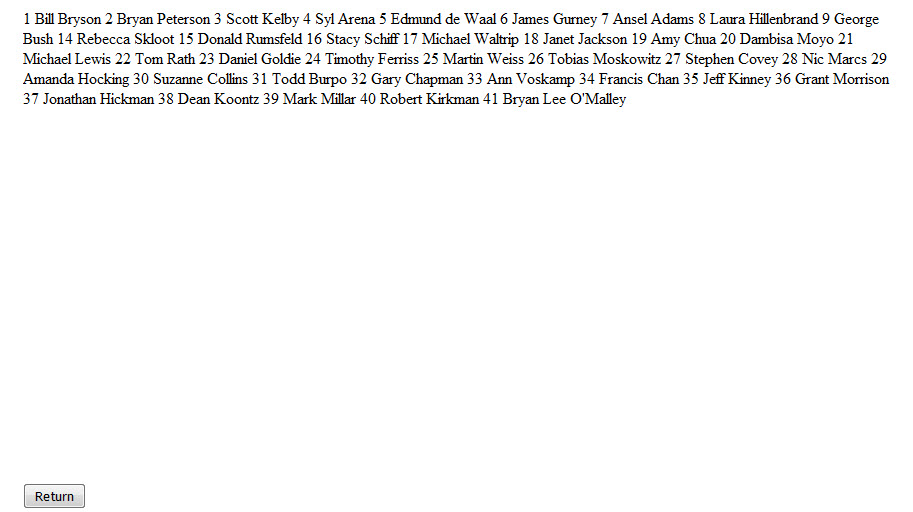 1 Bill Bryson 2 Bryan Peterson 3 Scott Kelby 4 Syl Arena 5 Edmund de Waal 6 James Gurney 7 Ansel Adams 8 Laura Hillenbrand 9 George
Bush 14 Rebecca Skloot 15 Donald Rumsfeld 16 Stacy Schiff 17 Michael Waltrip 18 Janet Jackson 19 Amy Chua 20 Dambisa Moyo 21
Michael Lewis 22 Tom Rath 23 Daniel Goldie 24 Timothy Ferriss 25 Martin Weiss 26 Tobias Moskowitz 27 Stephen Covey 28 Nic Marcs 29
Amanda Hocking 30 Suzanne Collins 31 Todd Burpo 32 Gary Chapman 33 Ann Voskamp 34 Francis Chan 35 Jeff Kinney 36 Grant Morrison
37 Jonathan Hickman 38 Dean Koontz 39 Mark Millar 40 Robert Kirkman 41 Bryan Lee O'Malley
Return